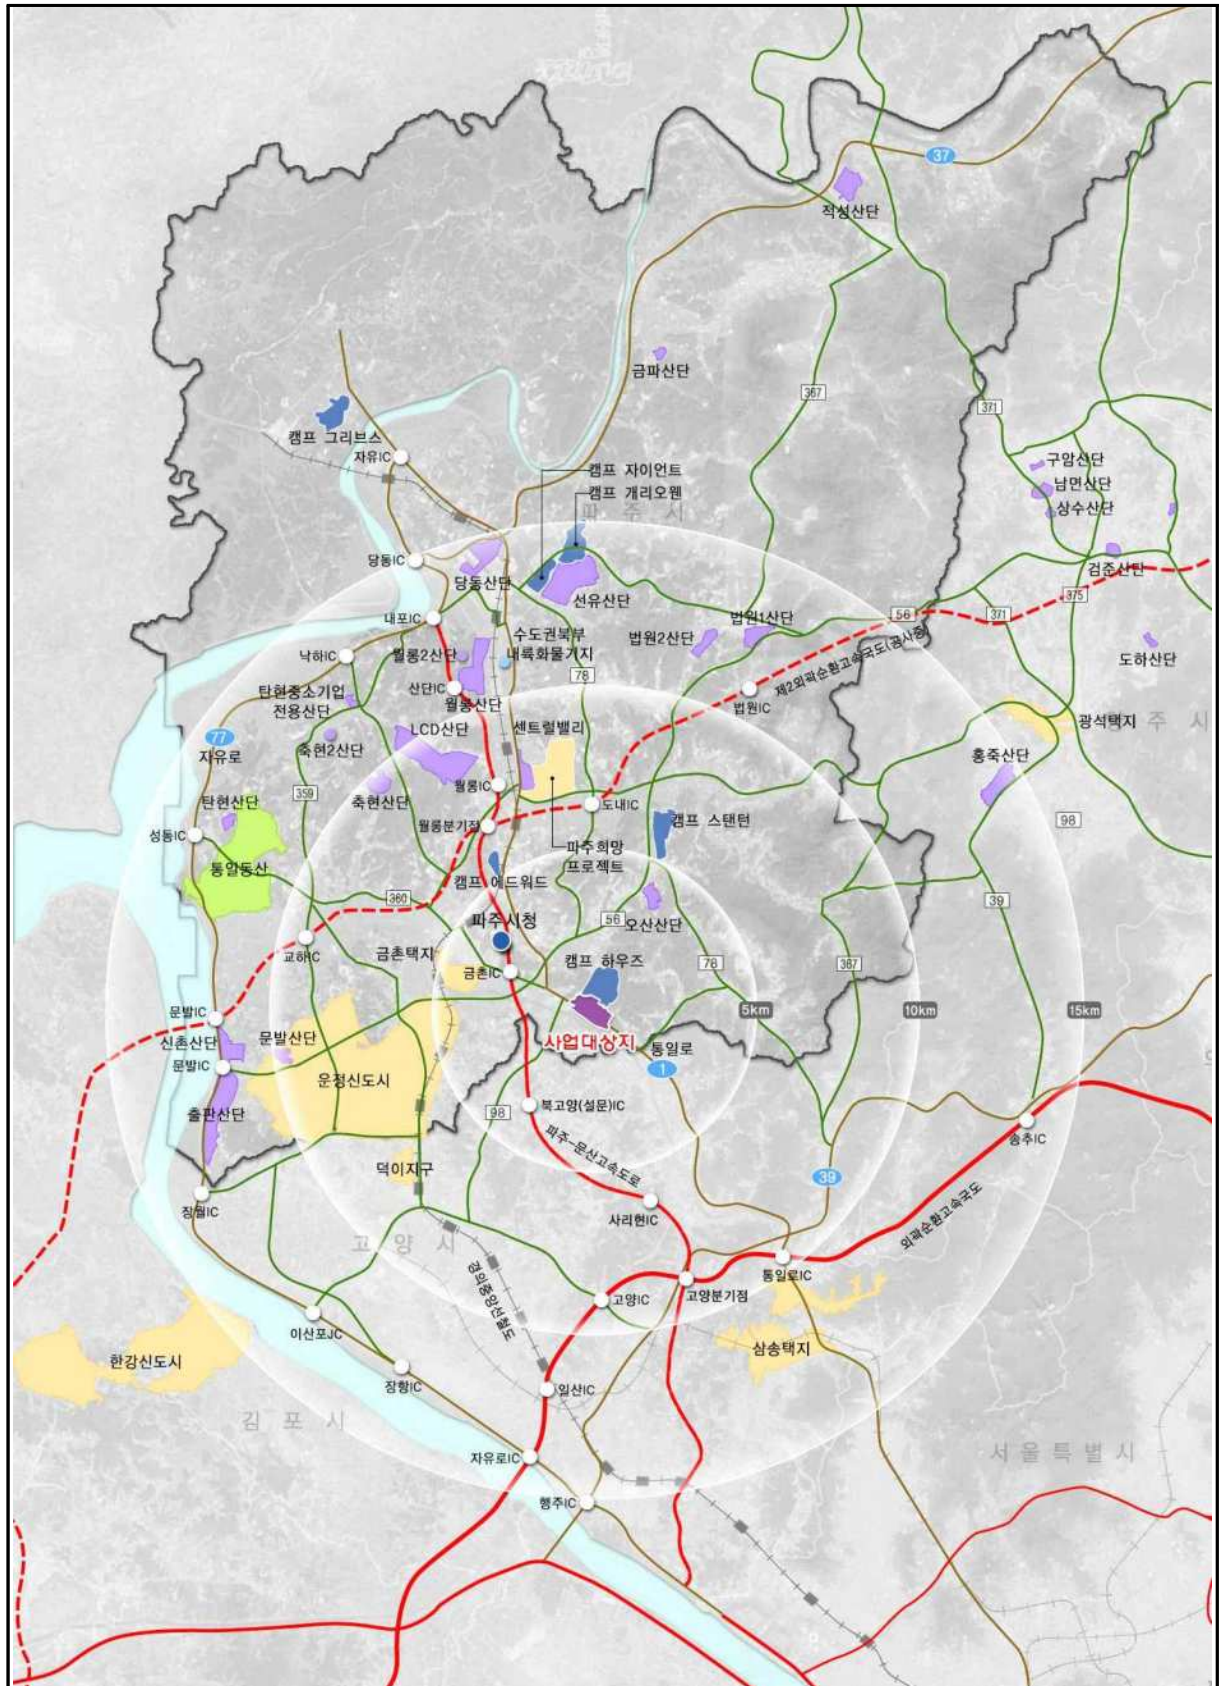 37
적성산단
금파산단
367
371
캠프 그리브스
자유IC
캠프 자이언트
캠프 개리오웬
파 주 시
구암산단
남면산단
상수산단
검준산단
당동IC
당동산단
선유산단
375
371
56
내포IC
법원1산단
법원2산단
수도권북부
내륙화물기지
도하산단
낙하IC
월롱2산단
산단IC
월롱산단
78
제2외곽순환고속국도(공사중)
법원IC
탄현중소기업
전용산단
광석택지
주 시
77
자유로
축현2산단
LCD산단
센트럴밸리
홍죽산단
359
축현산단
월롱IC
탄현산단
도내IC
캠프 스탠턴
98
성동IC
월롱분기점
파주희망
프로젝트
통일동산
캠프 에드워드
360
39
파주시청
56
오산산단
교하IC
금촌택지
금촌IC
캠프 하우즈
78
367
문발IC
5km
10km
15km
신촌산단
문발산단
사업대상지
통일로
문발IC
1
운정신도시
출판산단
98
북고양(설문)IC
송추IC
파주-문산고속도로
덕이지구
39
장월IC
사리현IC
외곽순환고속국도
고 양 시
경의중앙선철도
통일로IC
고양분기점
고양IC
이산포JC
삼송택지
한강신도시
장항IC
일산IC
김 포 시
서울특별시
자유로IC
행주IC